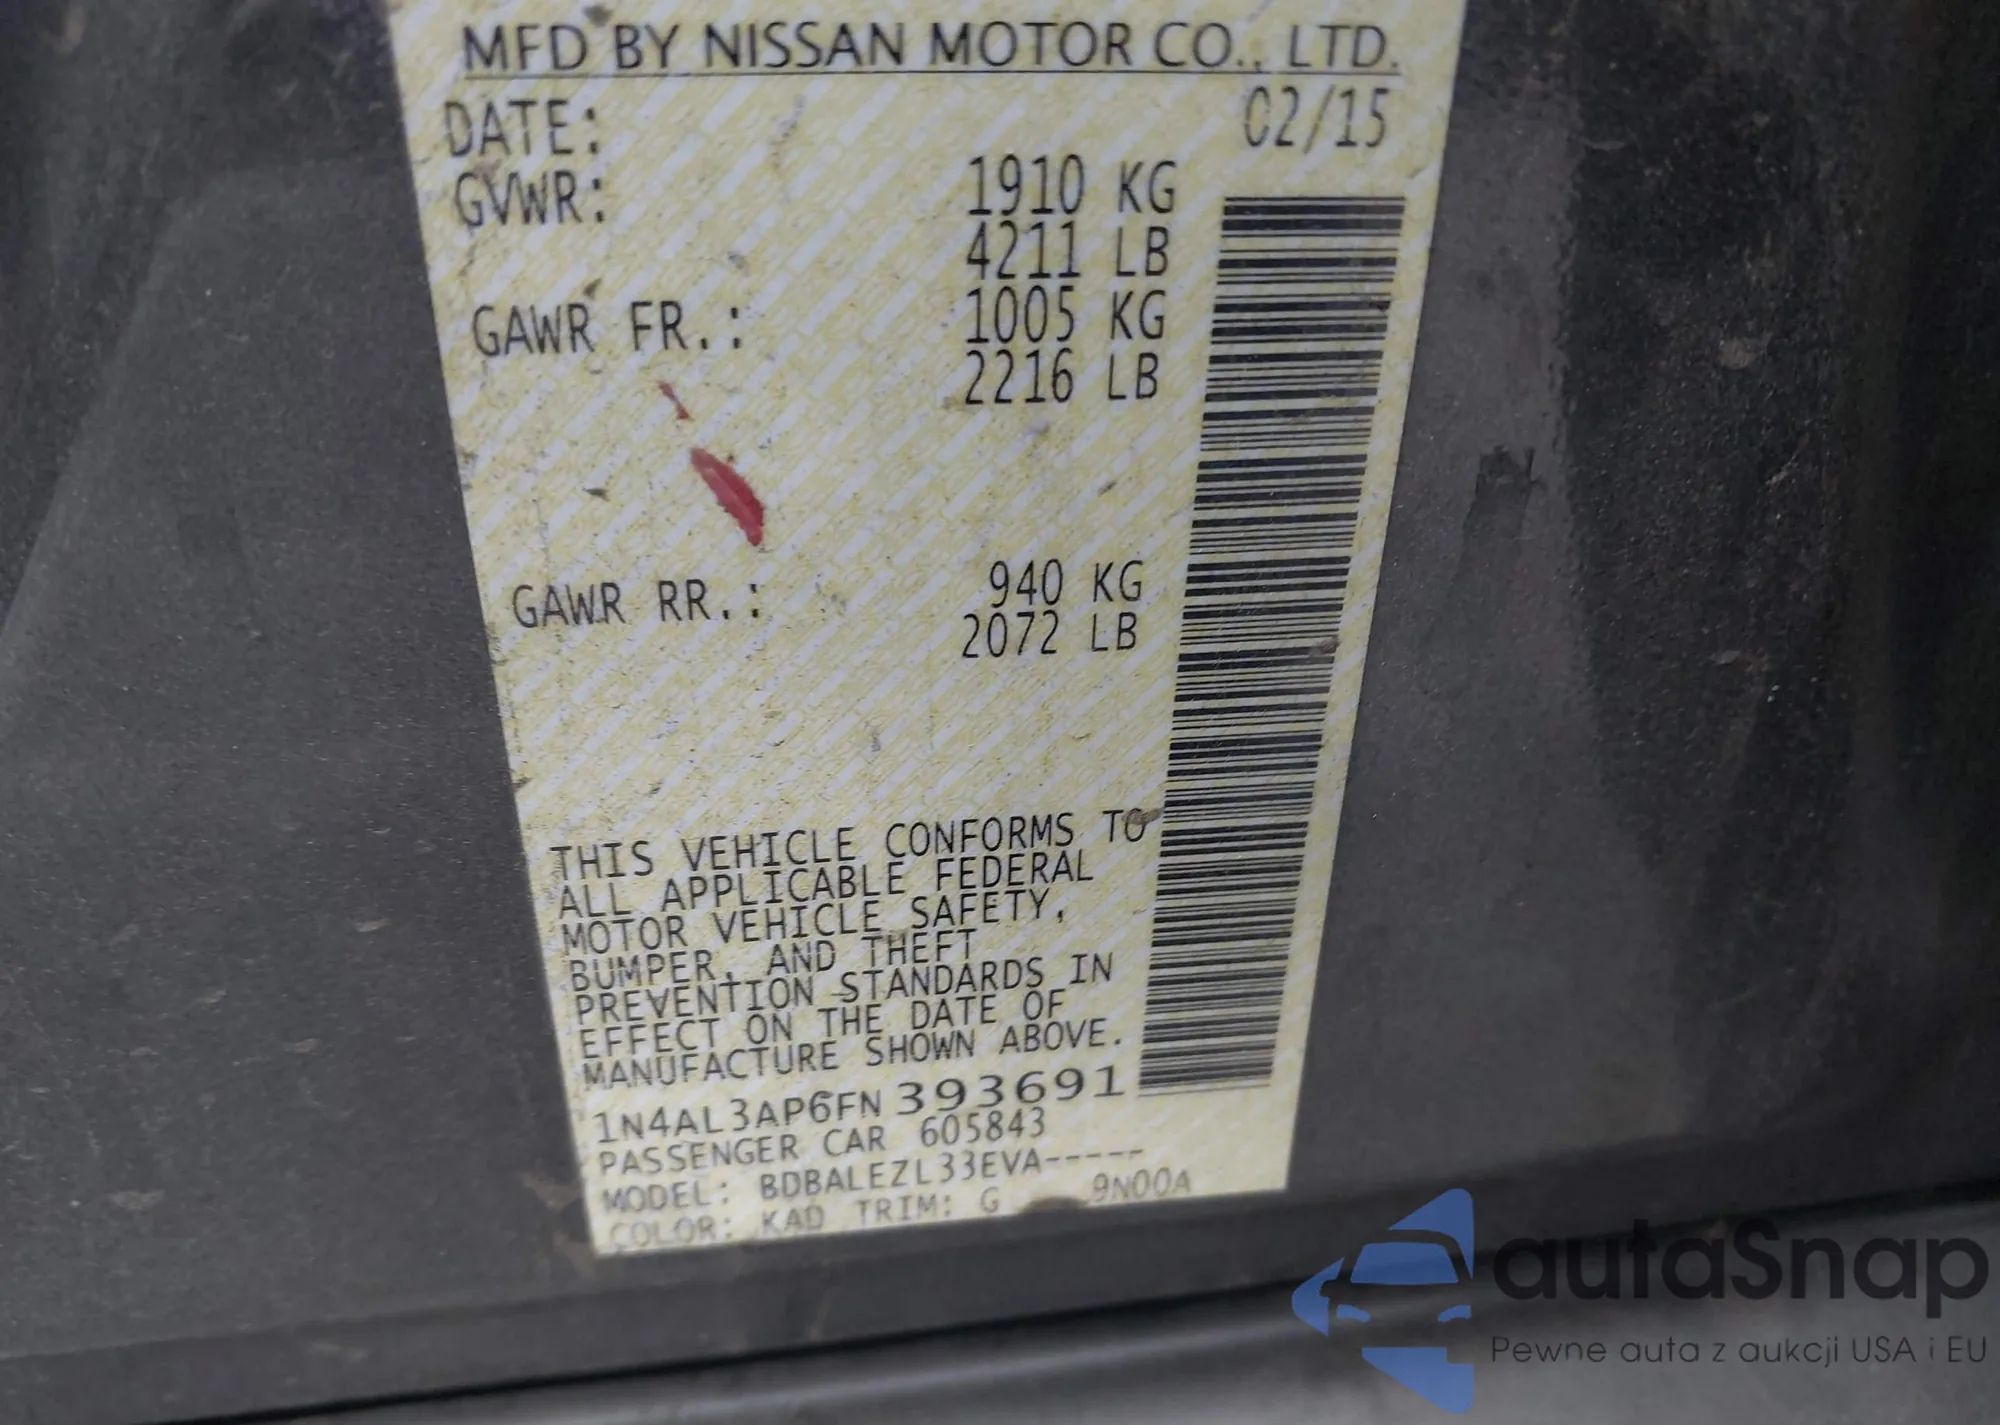 MFD BY NISSAN MOTOR CO., LTD.
DATE: 02/15
GVWR: 1910 KG
4211 LB
GAWR FR.: 1005 KG
2216 LB
GAWR RR.: 940 KG
2072 LB
THIS VEHICLE CONFORMS TO
ALL APPLICABLE FEDERAL
MOTOR VEHICLE SAFETY,
BUMPER, AND THEFT
PREVENTION STANDARDS IN
EFFECT ON THE DATE OF
MANUFACTURE SHOWN ABOVE.
1N4AL3AP6FN393691
PASSENGER CAR 605843
MODEL: BDBALEZL33EVA-----
COLOR: KAD TRIM: G 9N00A
autaSnap
Pewne auta z aukcji USA i EU